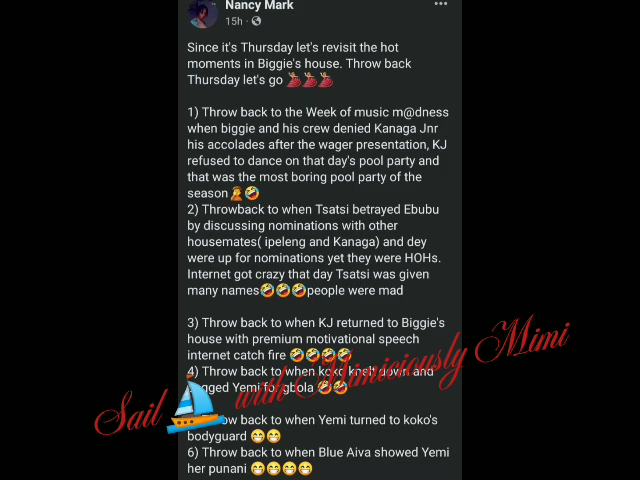 Nancy Mark
15h ·
Since it's Thursday let's revisit the hot
moments in Biggie's house. Throw back
Thursday let's go 💃💃💃
1) Throw back to the Week of music m@dness
when biggie and his crew denied Kanaga Jnr
his accolades after the wager presentation, KJ
refused to dance on that day's pool party and
that was the most boring pool party of the
season🤦🤣
2) Throwback to when Tsatsi betrayed Ebubu
by discussing nominations with other
housemates( ipeleng and Kanaga) and dey
were up for nominations yet they were HOHs.
Internet got crazy that day Tsatsi was given
many names🤣🤣🤣people were mad
3) Throw back to when KJ returned to Biggie's
house with premium motivational speech
internet catch fire 🤣🤣🤣🤣
4) Throw back to when koko knelt down and
Yemi for gbola 🤣🤣
back to when Yemi turned to koko's
bodyguard 😁😁
6) Throw back to when Blue Aiva showed Yemi
her punani 😁😁😁😁
Sail ⛵ with Mimiciously Mimi